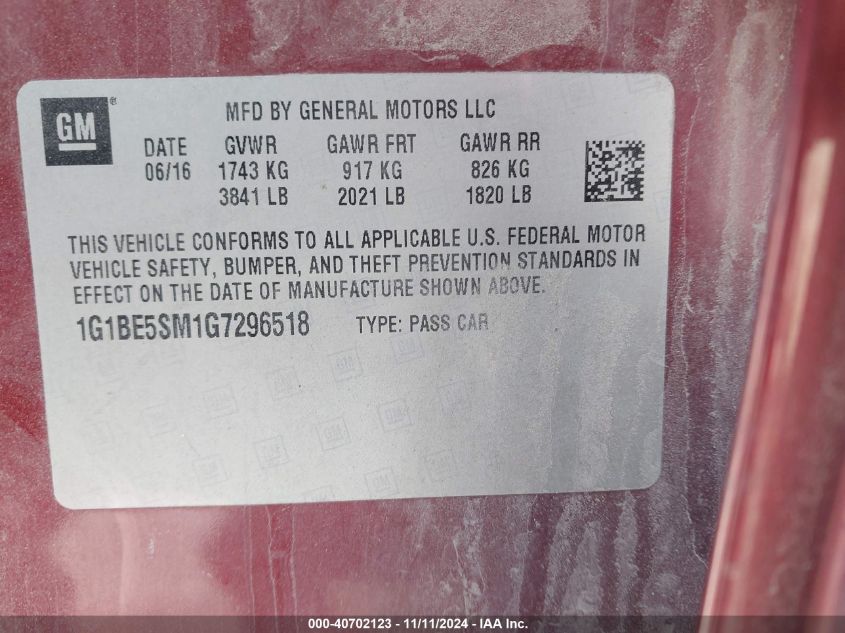 GM®
MFD BY GENERAL MOTORS LLC
DATE GVWR GAWR FRT GAWR RR
06/16 1743 KG 917 KG 826 KG
3841 LB 2021 LB 1820 LB
THIS VEHICLE CONFORMS TO ALL APPLICABLE U.S. FEDERAL MOTOR
VEHICLE SAFETY, BUMPER, AND THEFT PREVENTION STANDARDS IN
EFFECT ON THE DATE OF MANUFACTURE SHOWN ABOVE.
1G1BE5SM1G7296518 TYPE: PASS CAR
000-40702123 - 11/11/2024 - IAA Inc.